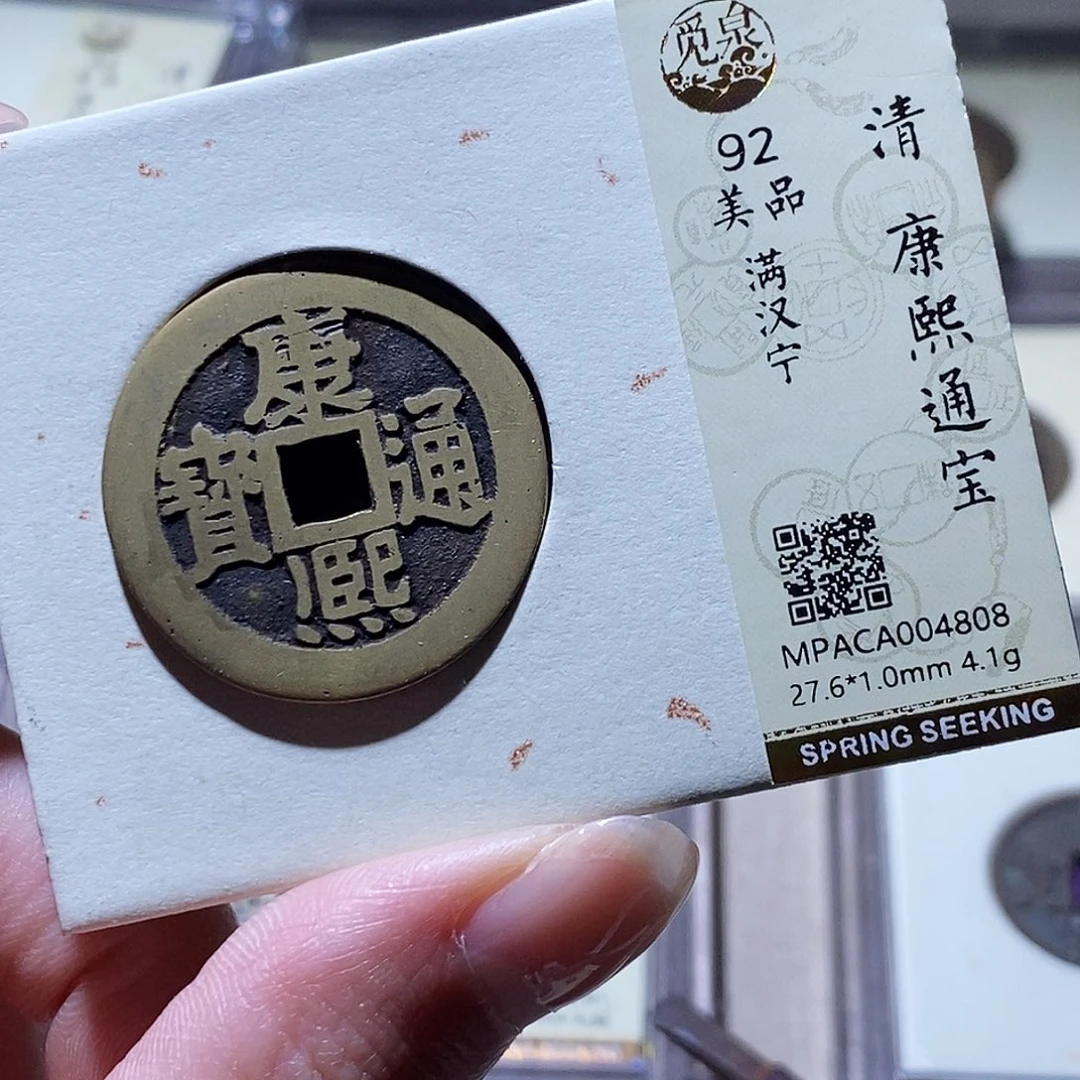 康熙通寳
觅泉
清 康熙通宝
92
美品
满汉宁
MPACA004808
27.6*1.0mm 4.1g
SPRING SEEKING